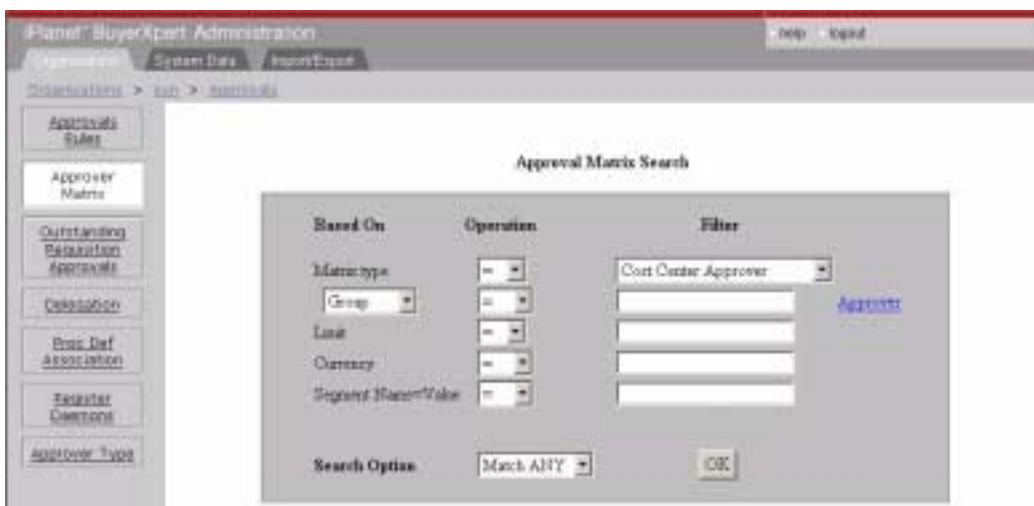 iPlanet BuyerXpert Administration
help logout
Organizations System Data Import/Export
Organizations > sun > Approvals
Approvals
Rules
Approver
Matrix
Outstanding
Requisition
Approvals
Delegation
Proc Def
Association
Register
Daemons
Approver Type
Approval Matrix Search
Based On Operation Filter
Matrix type = Cost Center Approver
Group = Approver
Limit =
Currency =
Segment Name=Value =
Search Option Match ANY OK